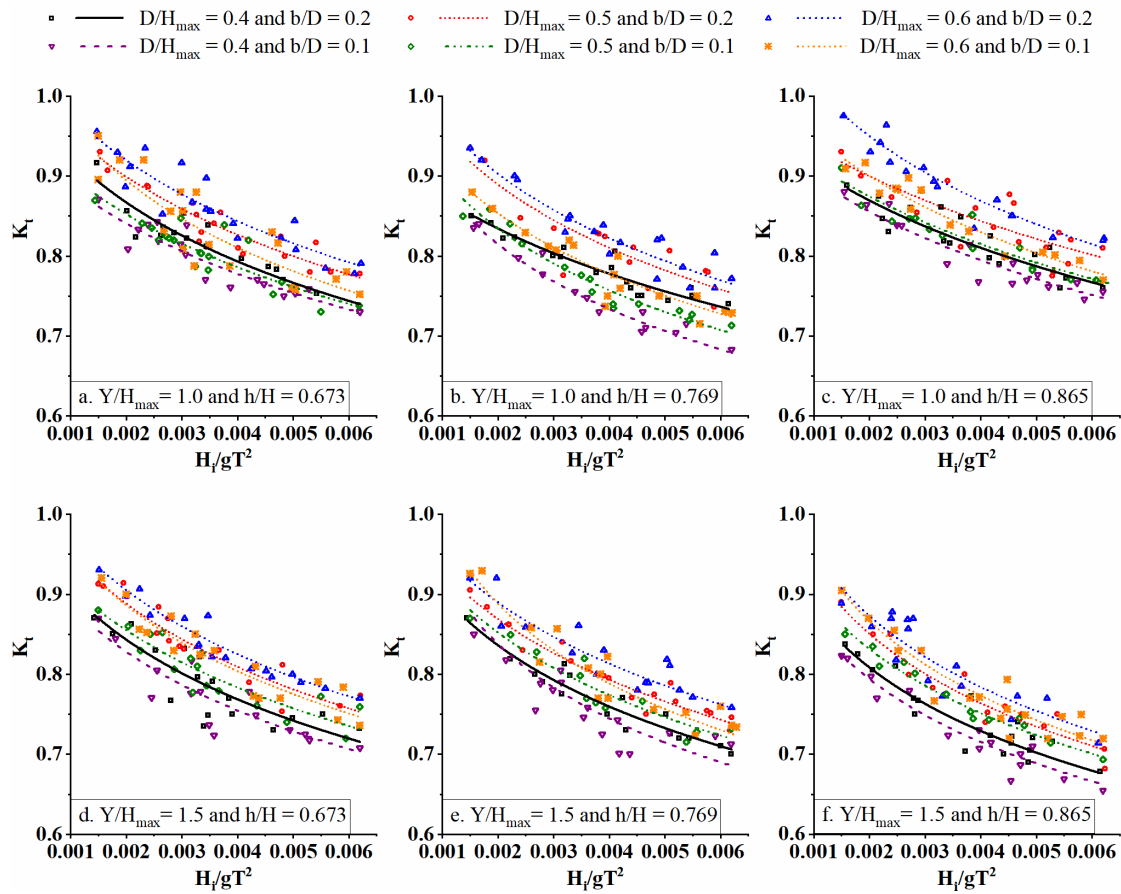 D/Hmax = 0.4 and b/D = 0.2 D/Hmax = 0.5 and b/D = 0.2 D/Hmax = 0.6 and b/D = 0.2
D/Hmax = 0.4 and b/D = 0.1 D/Hmax = 0.5 and b/D = 0.1 D/Hmax = 0.6 and b/D = 0.1
1.0
0.9
0.8
0.7
0.6
Kt
a. Y/Hmax= 1.0 and h/H = 0.673
0.001 0.002 0.003 0.004 0.005 0.006
Hi/gT²
1.0
0.9
0.8
0.7
0.6
Kt
b. Y/Hmax= 1.0 and h/H = 0.769
0.001 0.002 0.003 0.004 0.005 0.006
Hi/gT²
1.0
0.9
0.8
0.7
0.6
Kt
c. Y/Hmax= 1.0 and h/H = 0.865
0.001 0.002 0.003 0.004 0.005 0.006
Hi/gT²
1.0
0.9
0.8
0.7
0.6
Kt
d. Y/Hmax= 1.5 and h/H = 0.673
0.001 0.002 0.003 0.004 0.005 0.006
Hi/gT²
1.0
0.9
0.8
0.7
0.6
Kt
e. Y/Hmax= 1.5 and h/H = 0.769
0.001 0.002 0.003 0.004 0.005 0.006
Hi/gT²
1.0
0.9
0.8
0.7
0.6
Kt
f. Y/Hmax= 1.5 and h/H = 0.865
0.001 0.002 0.003 0.004 0.005 0.006
Hi/gT²